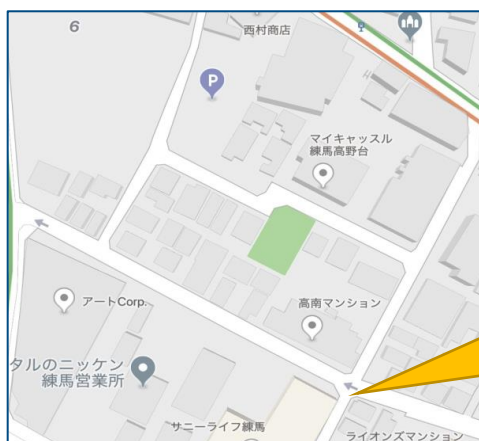 6
西村商店
P
マイキャッスル
練馬高野台
アートCorp.
高南マンション
タルのニッケン
練馬営業所
サニーライフ練馬
ライオンズマンション